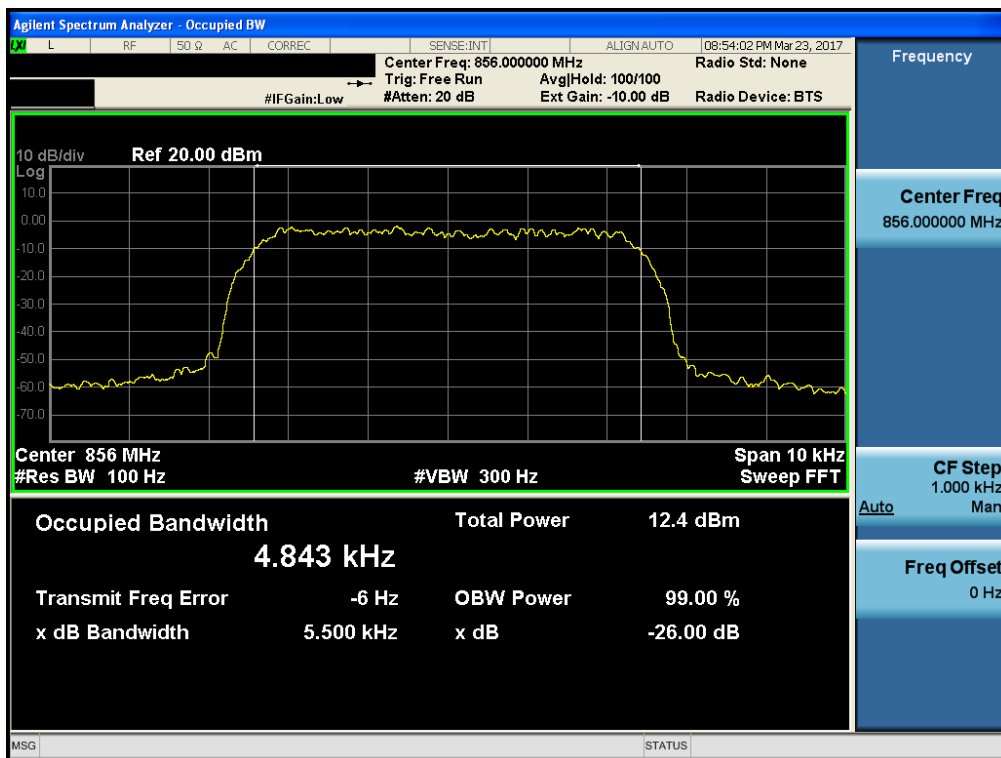 Agilent Spectrum Analyzer - Occupied BW
LXI L RF 50 Ω AC CORREC SENSE:INT ALIGN AUTO 08:54:02 PM Mar 23, 2017
Center Freq: 856.000000 MHz Radio Std: None
Trig: Free Run Avg|Hold: 100/100
#IFGain:Low #Atten: 20 dB Ext Gain: -10.00 dB Radio Device: BTS
10 dB/div Ref 20.00 dBm
Log
10.0
0.00
-10.0
-20.0
-30.0
-40.0
-50.0
-60.0
-70.0
Center 856 MHz Span 10 kHz
#Res BW 100 Hz #VBW 300 Hz Sweep FFT
Occupied Bandwidth Total Power 12.4 dBm
4.843 kHz
Transmit Freq Error -6 Hz OBW Power 99.00 %
x dB Bandwidth 5.500 kHz x dB -26.00 dB
MSG STATUS
Frequency
Center Freq
856.000000 MHz
CF Step
1.000 kHz
Auto Man
Freq Offset
0 Hz